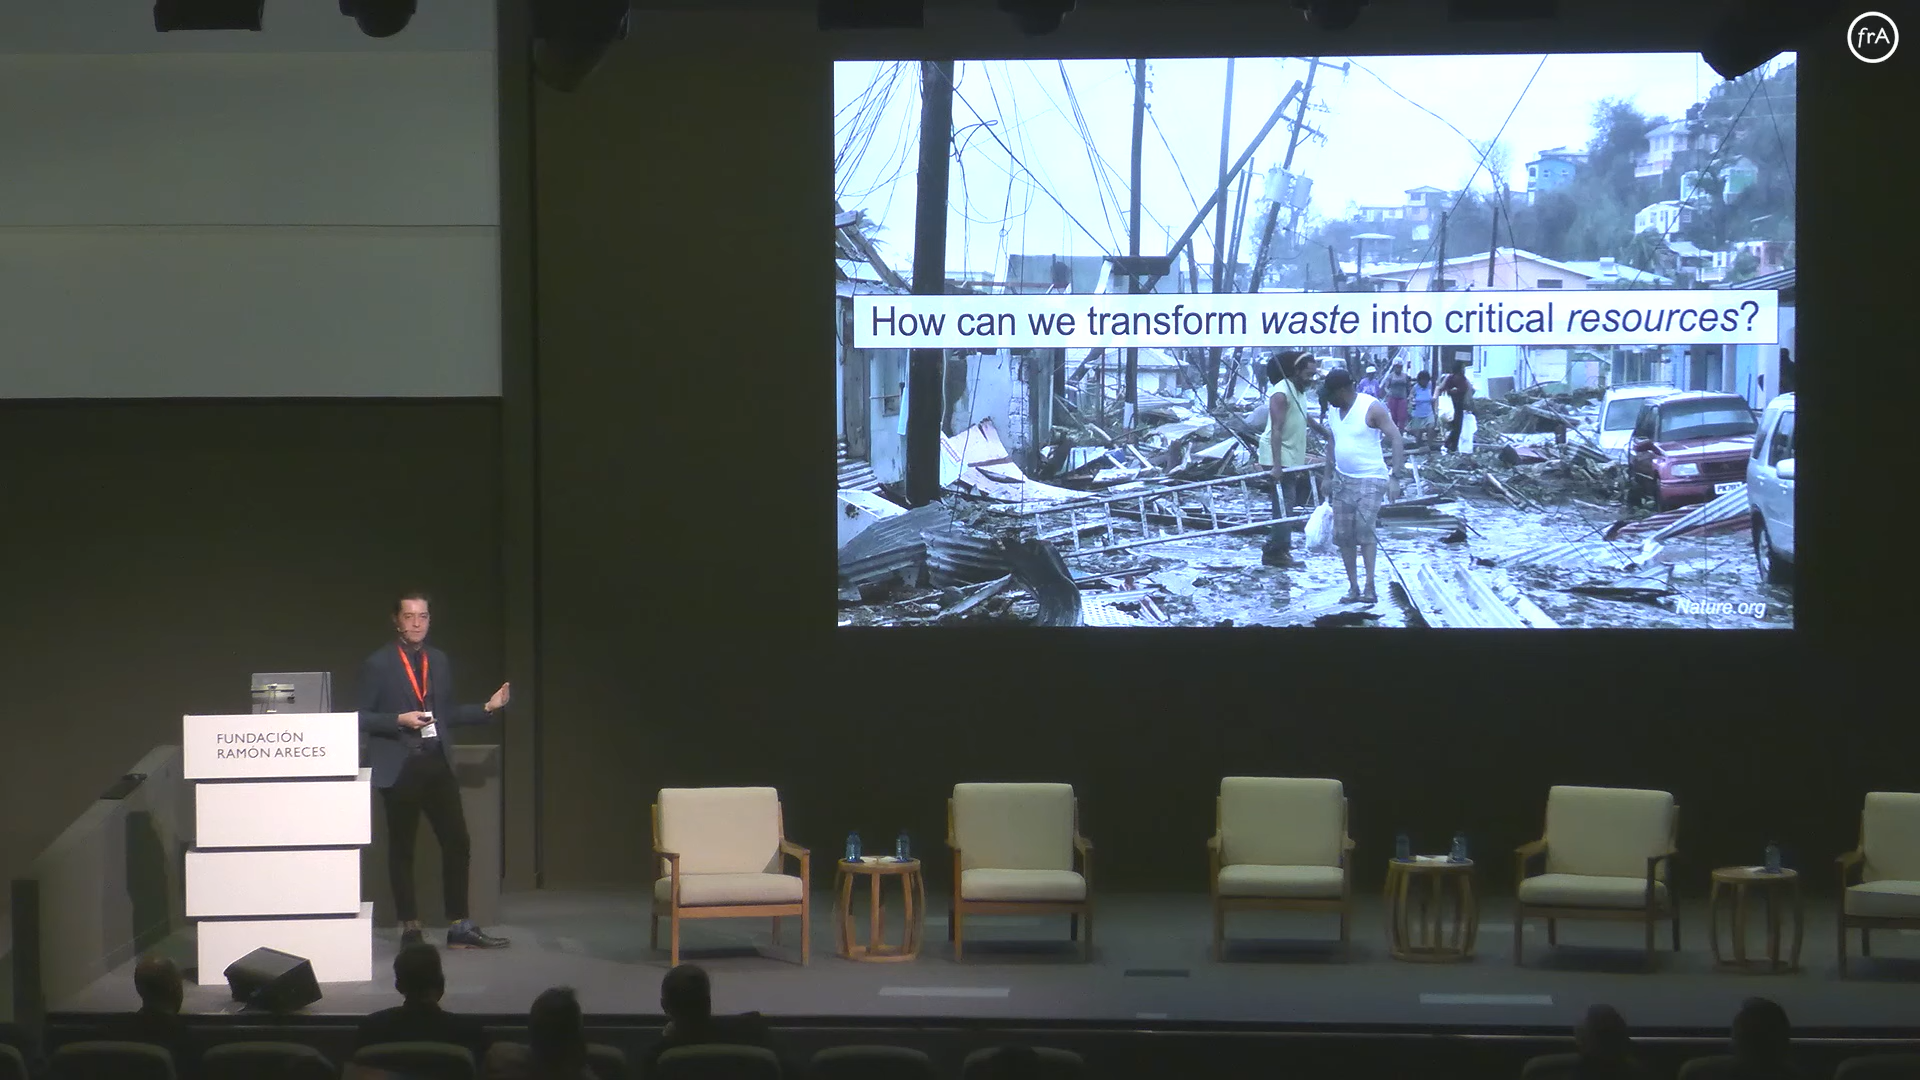 frA
How can we transform waste into critical resources?
Nature.org
FUNDACIÓN
RAMÓN ARECES